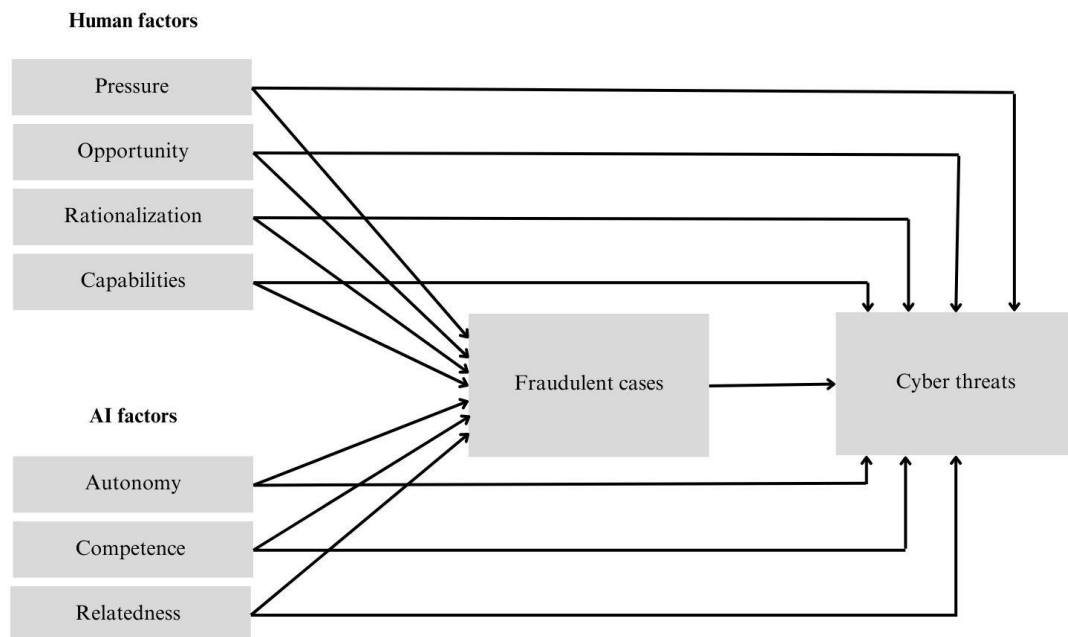 Human factors
Pressure
Opportunity
Rationalization
Capabilities
Fraudulent cases
Cyber threats
AI factors
Autonomy
Competence
Relatedness